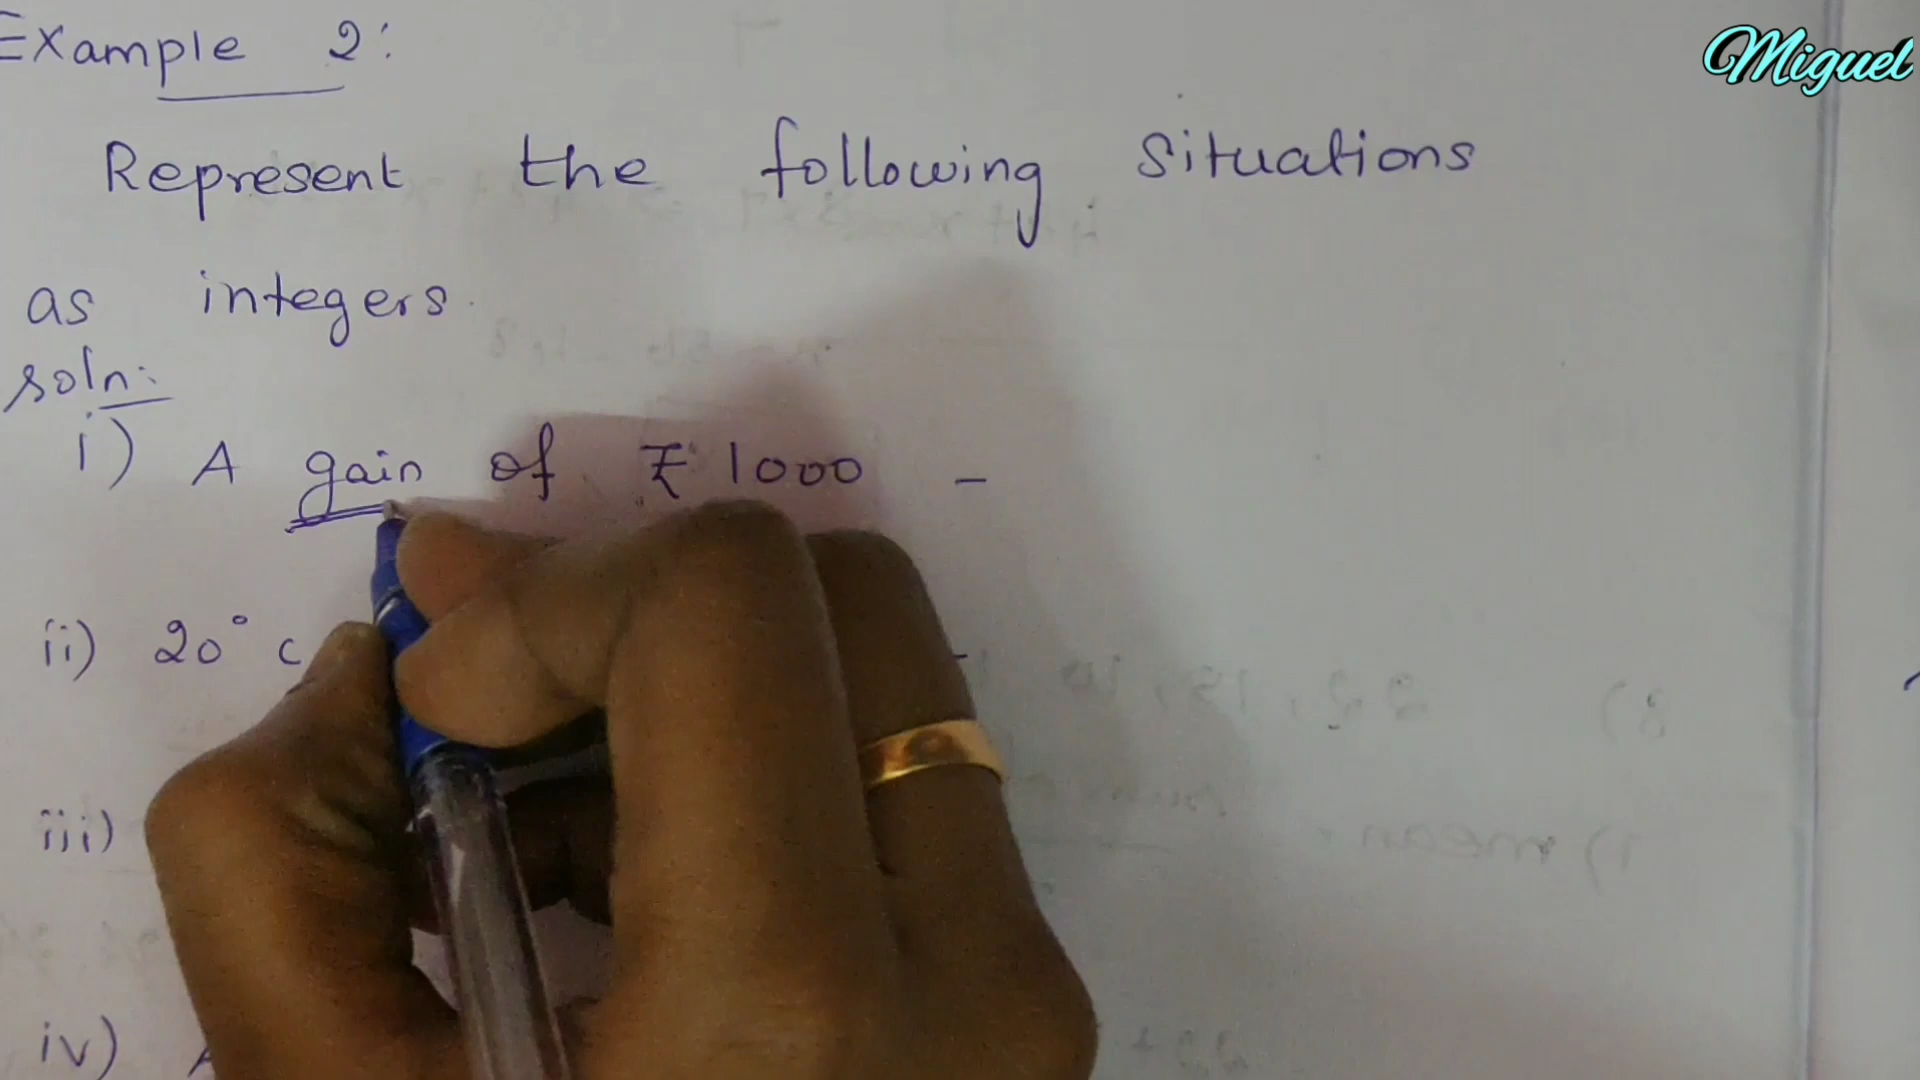 Example 2:
Miguel
Represent the following situations
as integers.
soln:
i) A gain of ₹ 1000 -
ii) 20° c
iii)
iv)